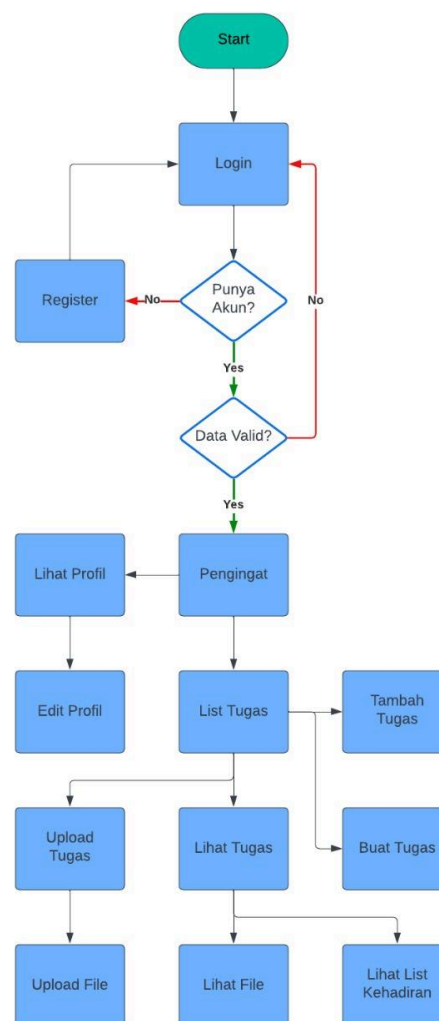 Start
Login
Register
No
Punya
Akun?
No
Yes
Data Valid?
Yes
Lihat Profil
Pengingat
Edit Profil
List Tugas
Tambah
Tugas
Upload
Tugas
Lihat Tugas
Buat Tugas
Upload File
Lihat File
Lihat List
Kehadiran